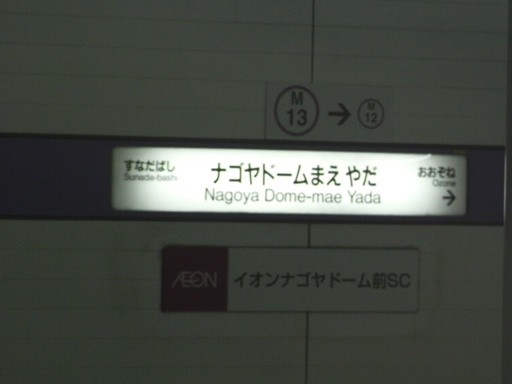 M 13 → M 12
すなだばし
Sunada-bashi
ナゴヤドームまえ やだ
Nagoya Dome-mae Yada
おおぞね
Ozone
→
ÆON イオンナゴヤドーム前SC